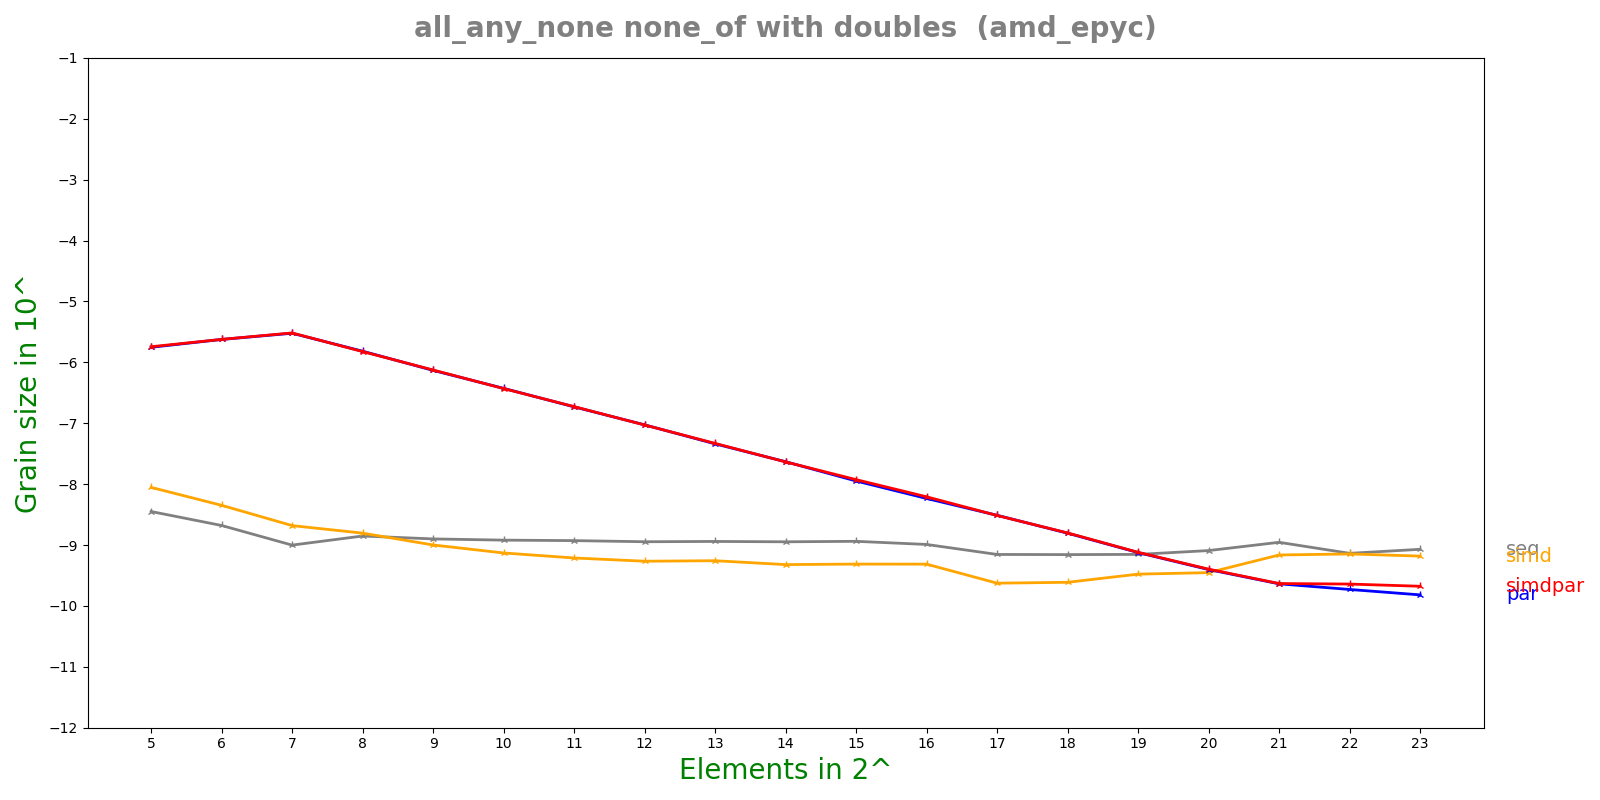 all_any_none none_of with doubles (amd_epyc)
Grain size in 10^
−1
−2
−3
−4
−5
−6
−7
−8
−9
−10
−11
−12
seq
simd
simdpar
par
5 6 7 8 9 10 11 12 13 14 15 16 17 18 19 20 21 22 23
Elements in 2^